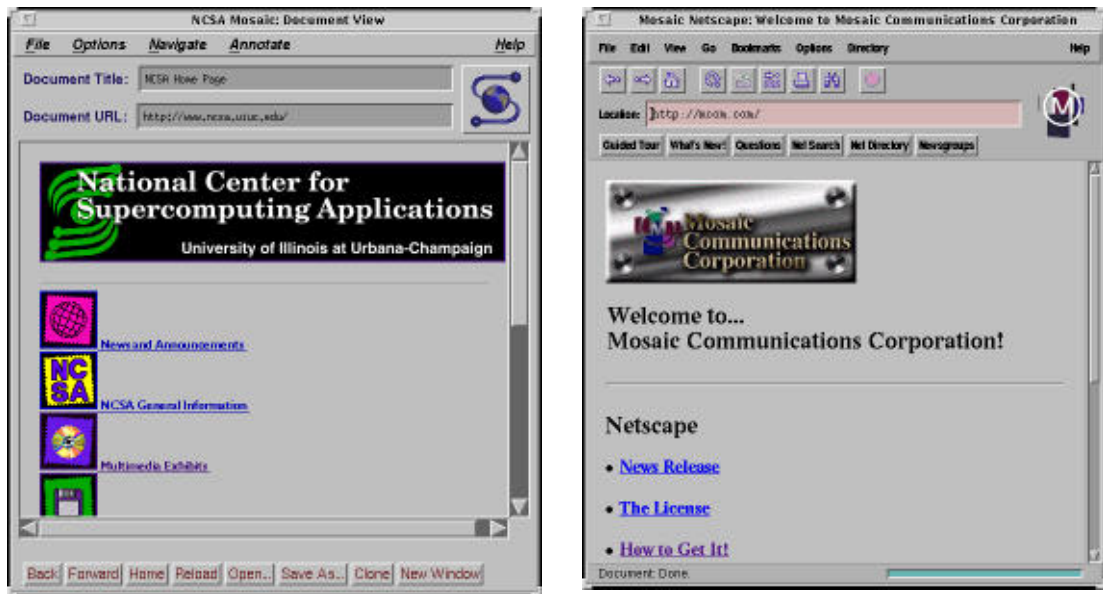 NCSA Mosaic: Document View
File Options Navigate Annotate Help
Document Title: NCSA Home Page
Document URL: http://www.ncsa.uiuc.edu/
National Center for
Supercomputing Applications
University of Illinois at Urbana-Champaign
News and Announcements
NCSA
NCSA General Information
Multimedia Exhibits
Back Forward Home Reload Open... Save As... Clone New Window
Mosaic Netscape: Welcome to Mosaic Communications Corporation
File Edit View Go Bookmarks Options Directory Help
Location: http://mcom.com/
M
Guided Tour What's New! Questions Net Search Net Directory Newsgroups
Mosaic
Communications
Corporation
Welcome to...
Mosaic Communications Corporation!
Netscape
• News Release
• The License
• How to Get It!
Document: Done.